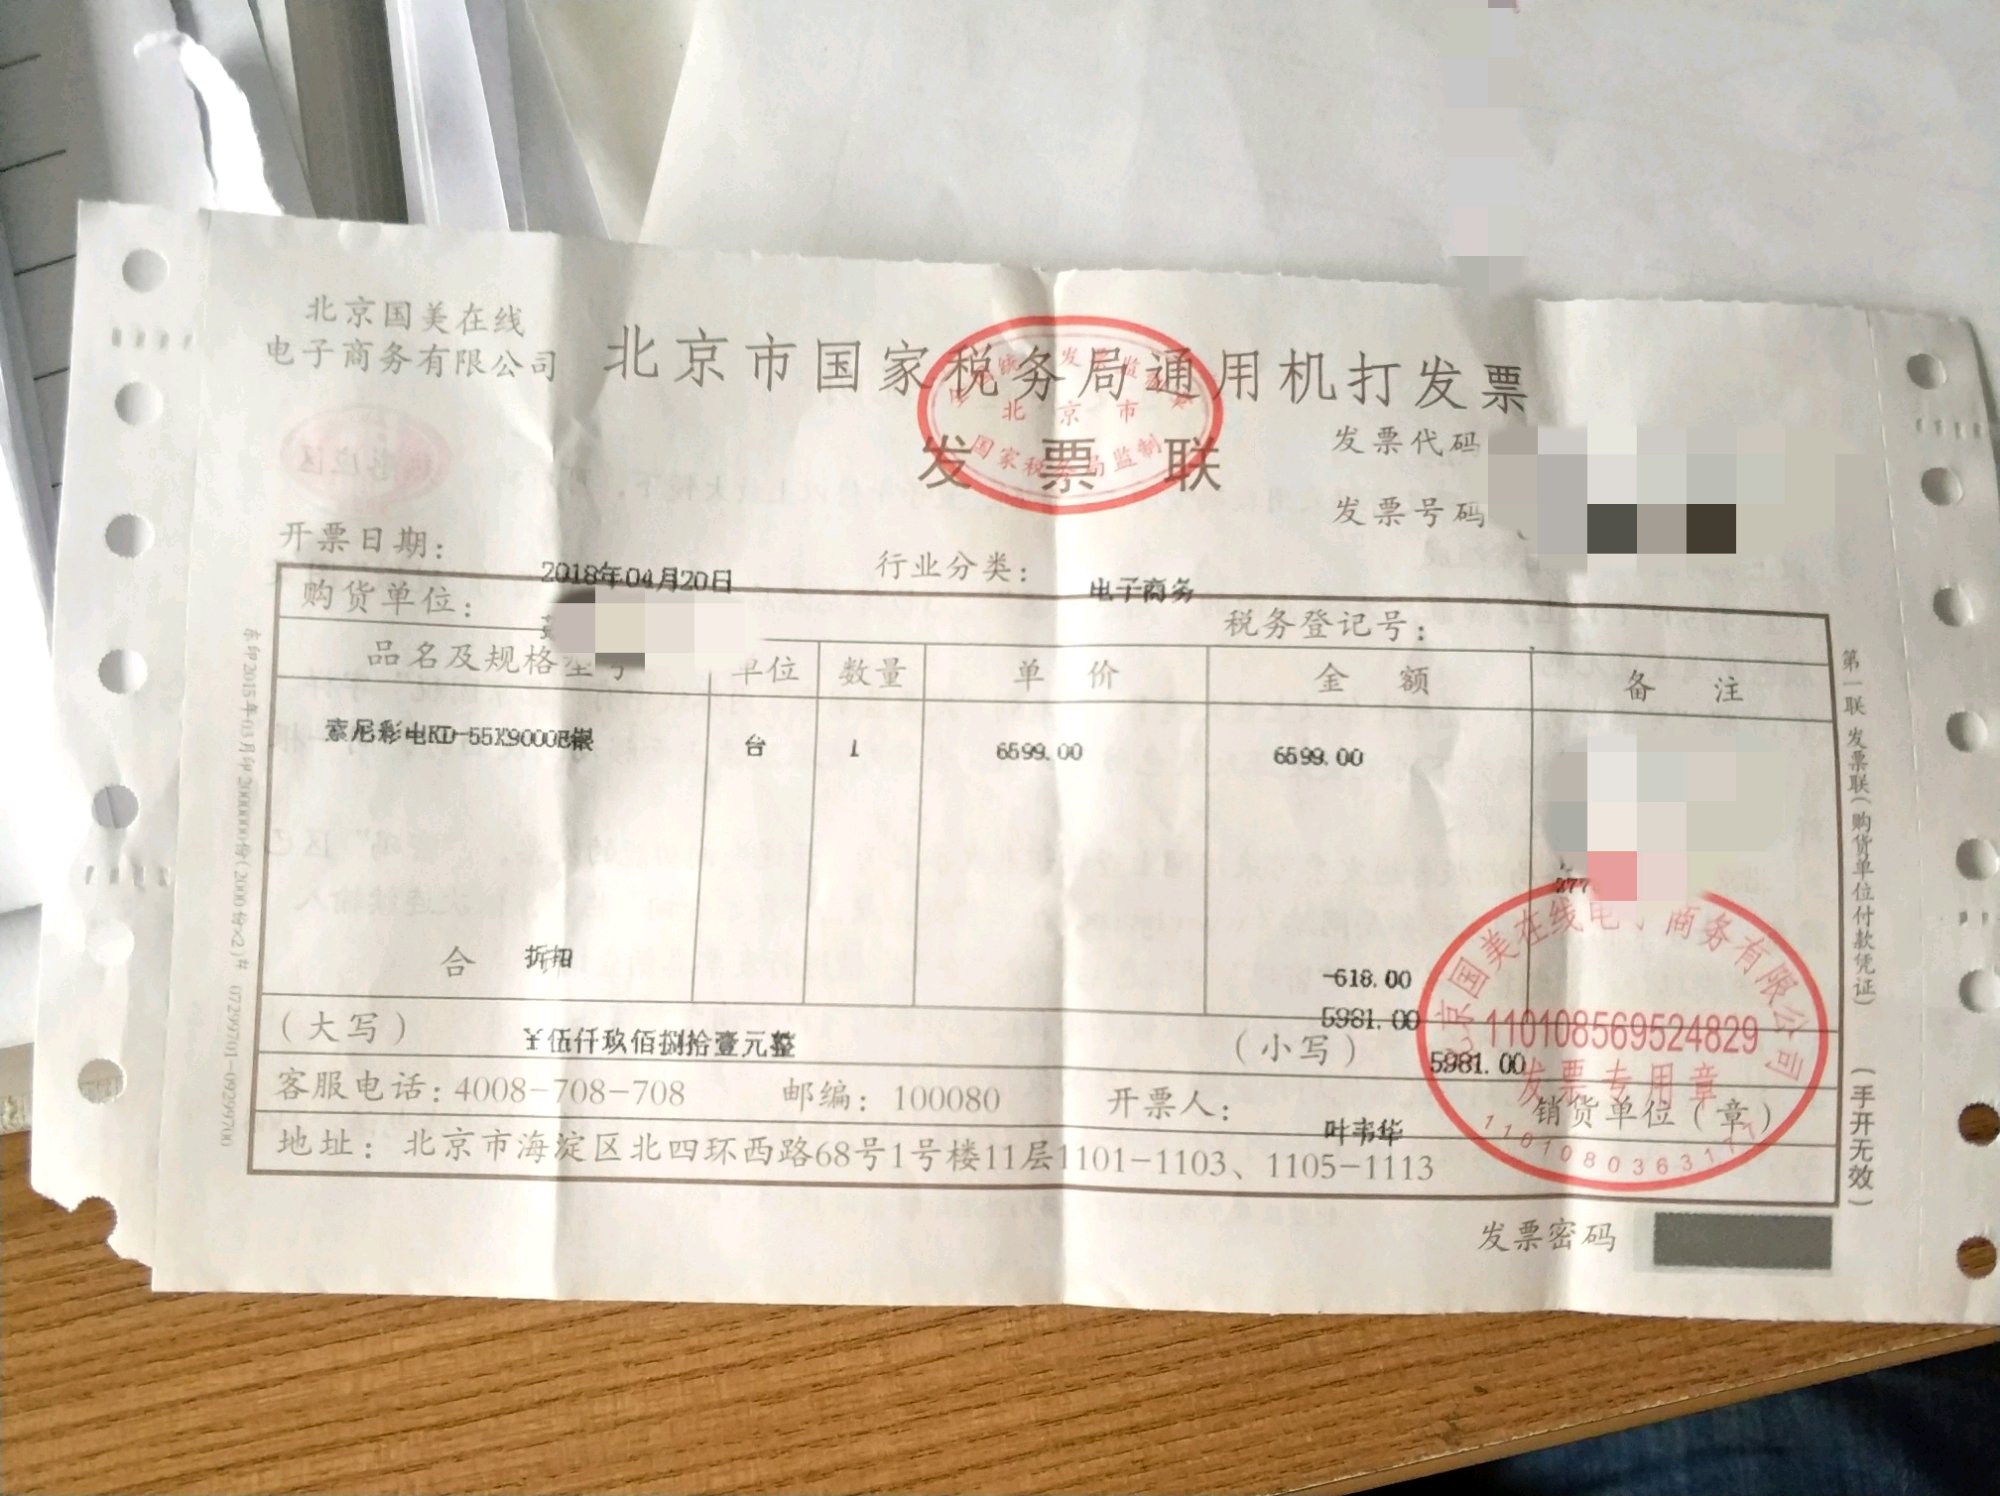 北京国美在线
电子商务有限公司
北京市国家税务局通用机打发票
发票联
北京市
国家税务局监制
发票代码
发票号码
开票日期：
2018年04月20日
行业分类：
电子商务
购货单位：
税务登记号：
品名及规格型号
单位
数量
单价
金额
备注
索尼彩电KD-55X9000E银
台
1
6599.00
6599.00
277
合
折扣
-618.00
5981.00
（大写）
￥伍仟玖佰捌拾壹元整
（小写）
5981.00
客服电话：4008-708-708
邮编：100080
开票人：
叶韦华
销货单位（章）
地址：北京市海淀区北四环西路68号1号楼11层1101-1103、1105-1113
北京国美在线电子商务有限公司
110108569524829
发票专用章
发票密码
第一联 发票联（购货单位付款凭证）
（手开无效）